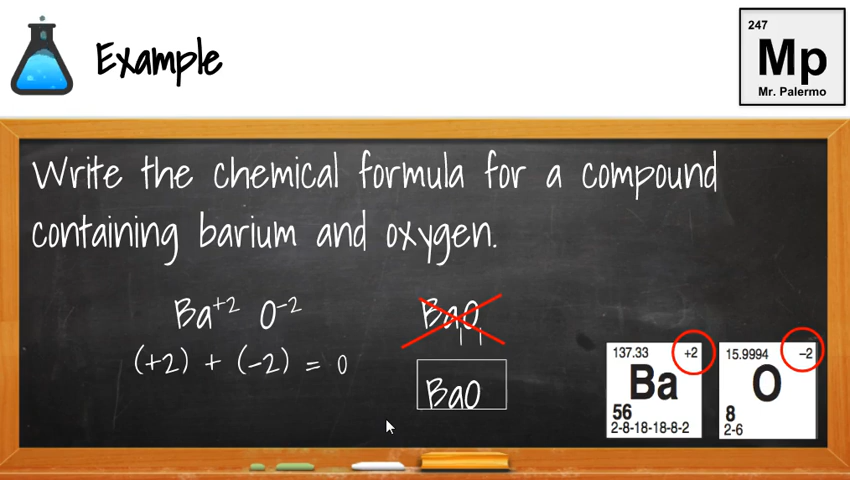 Example
247
Mp
Mr. Palermo
Write the chemical formula for a compound
containing barium and oxygen.
Ba+2 O-2
(+2) + (-2) = 0
Ba1O1
BaO
137.33 +2
Ba
56
2-8-18-18-8-2
15.9994 –2
O
8
2-6